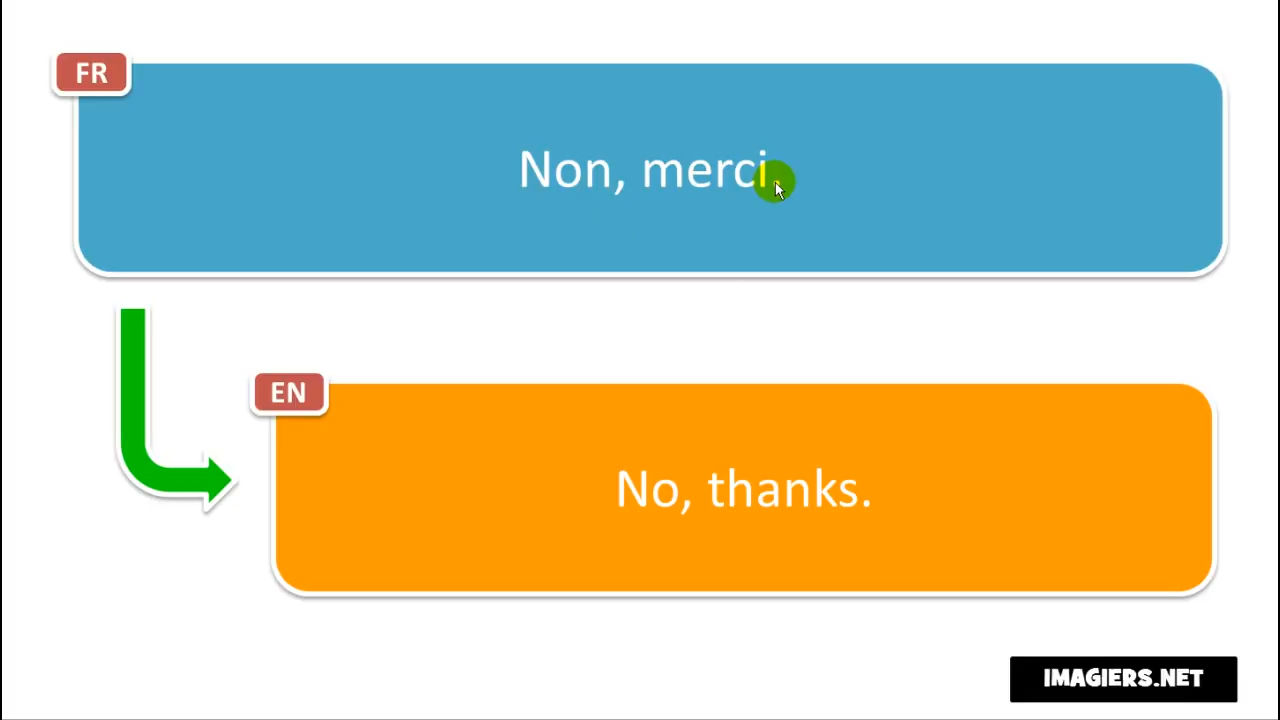 FR
Non, merci.
EN
No, thanks.
IMAGIERS.NET